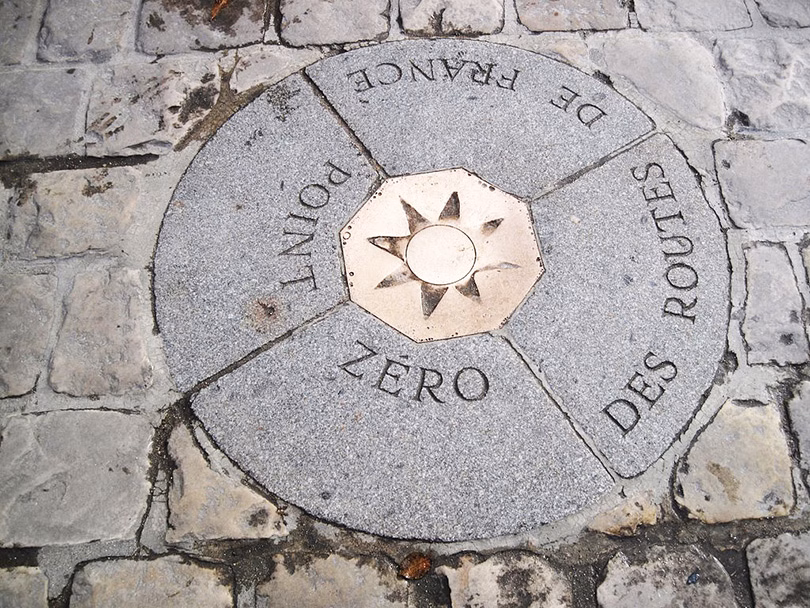 POINT
ZÉRO
DES ROUTES
DE FRANCE